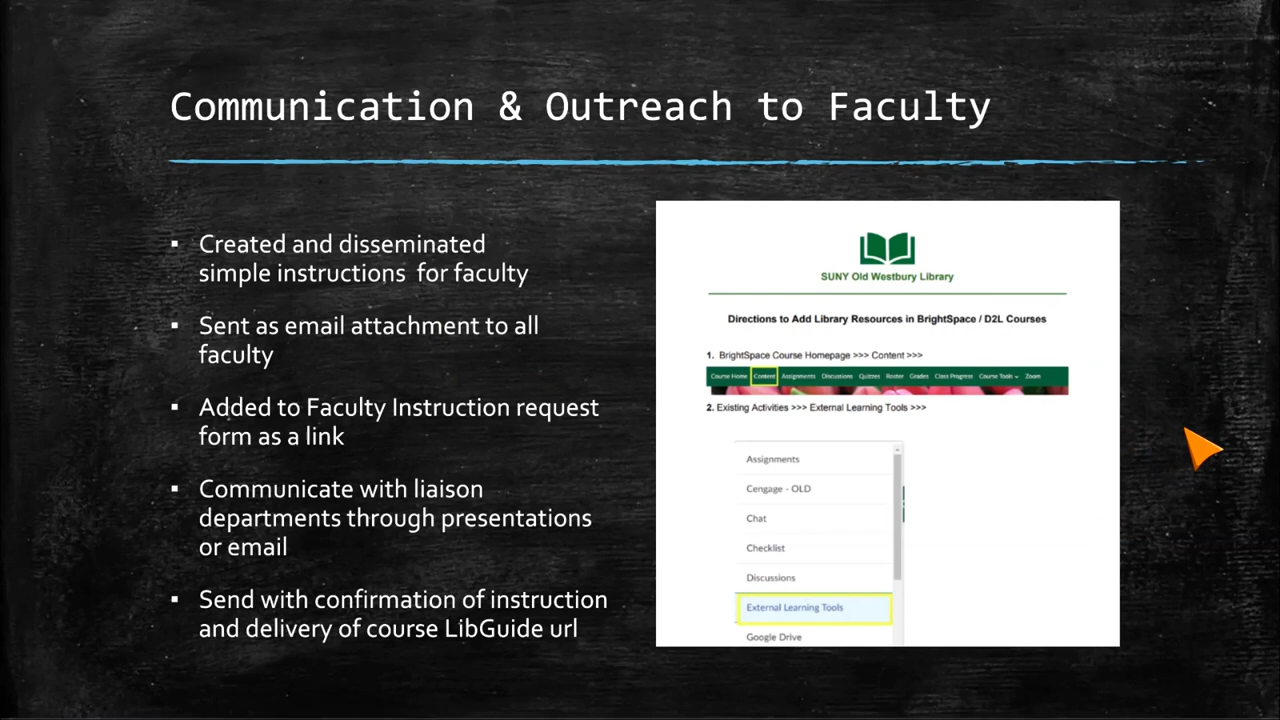 Communication & Outreach to Faculty
▪ Created and disseminated
simple instructions for faculty
▪ Sent as email attachment to all
faculty
▪ Added to Faculty Instruction request
form as a link
▪ Communicate with liaison
departments through presentations
or email
▪ Send with confirmation of instruction
and delivery of course LibGuide url
SUNY Old Westbury Library
Directions to Add Library Resources in BrightSpace / D2L Courses
1. BrightSpace Course Homepage >>> Content >>>
Course Home Content Assignments Discussions Quizzes Roster Grades Class Progress Course Tools Zoom
2. Existing Activities >>> External Learning Tools >>>
Assignments
Cengage - OLD
Chat
Checklist
Discussions
External Learning Tools
Google Drive